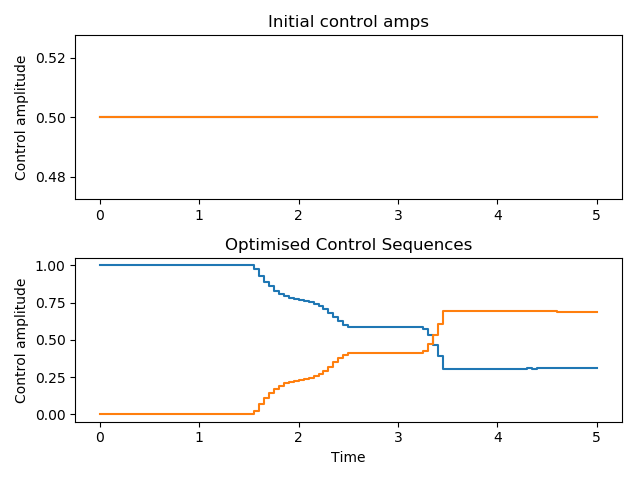 Initial control amps
Control amplitude
0.52
0.50
0.48
0 1 2 3 4 5
Optimised Control Sequences
Control amplitude
1.00
0.75
0.50
0.25
0.00
0 1 2 3 4 5
Time